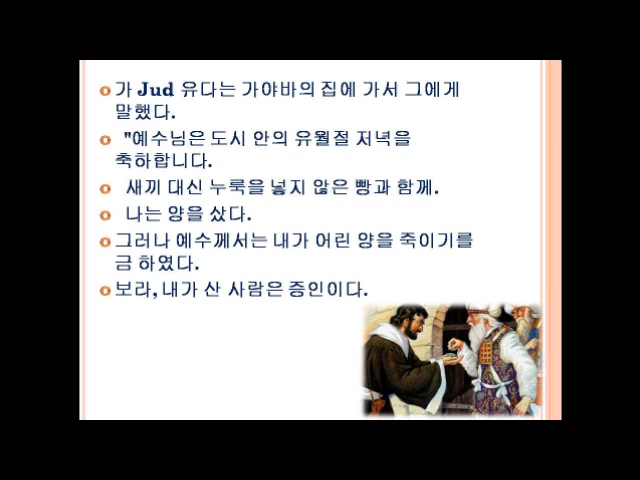 가 Jud 유다는 가야바의 집에 가서 그에게
말했다.
"예수님은 도시 안의 유월절 저녁을
축하합니다.
새끼 대신 누룩을 넣지 않은 빵과 함께.
나는 양을 샀다.
그러나 예수께서는 내가 어린 양을 죽이기를
금 하였다.
보라, 내가 산 사람은 증인이다.